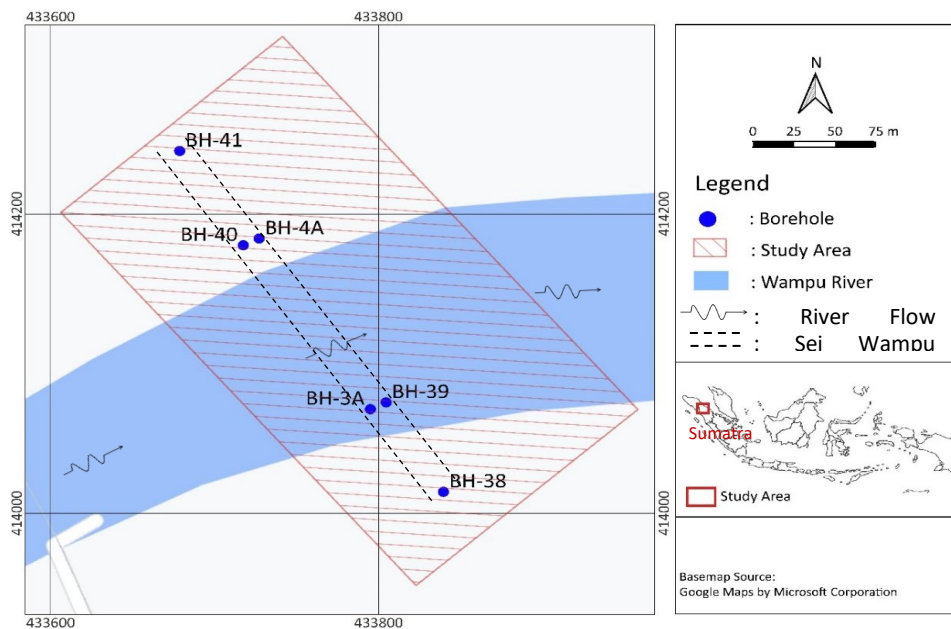 433600
433800
BH-41
414200
414200
BH-40
BH-4A
BH-3A
BH-39
BH-38
414000
414000
433600
433800
N
0 25 50 75 m
Legend
: Borehole
: Study Area
: Wampu River
: River Flow
: Sei Wampu
Sumatra
Study Area
Basemap Source:
Google Maps by Microsoft Corporation